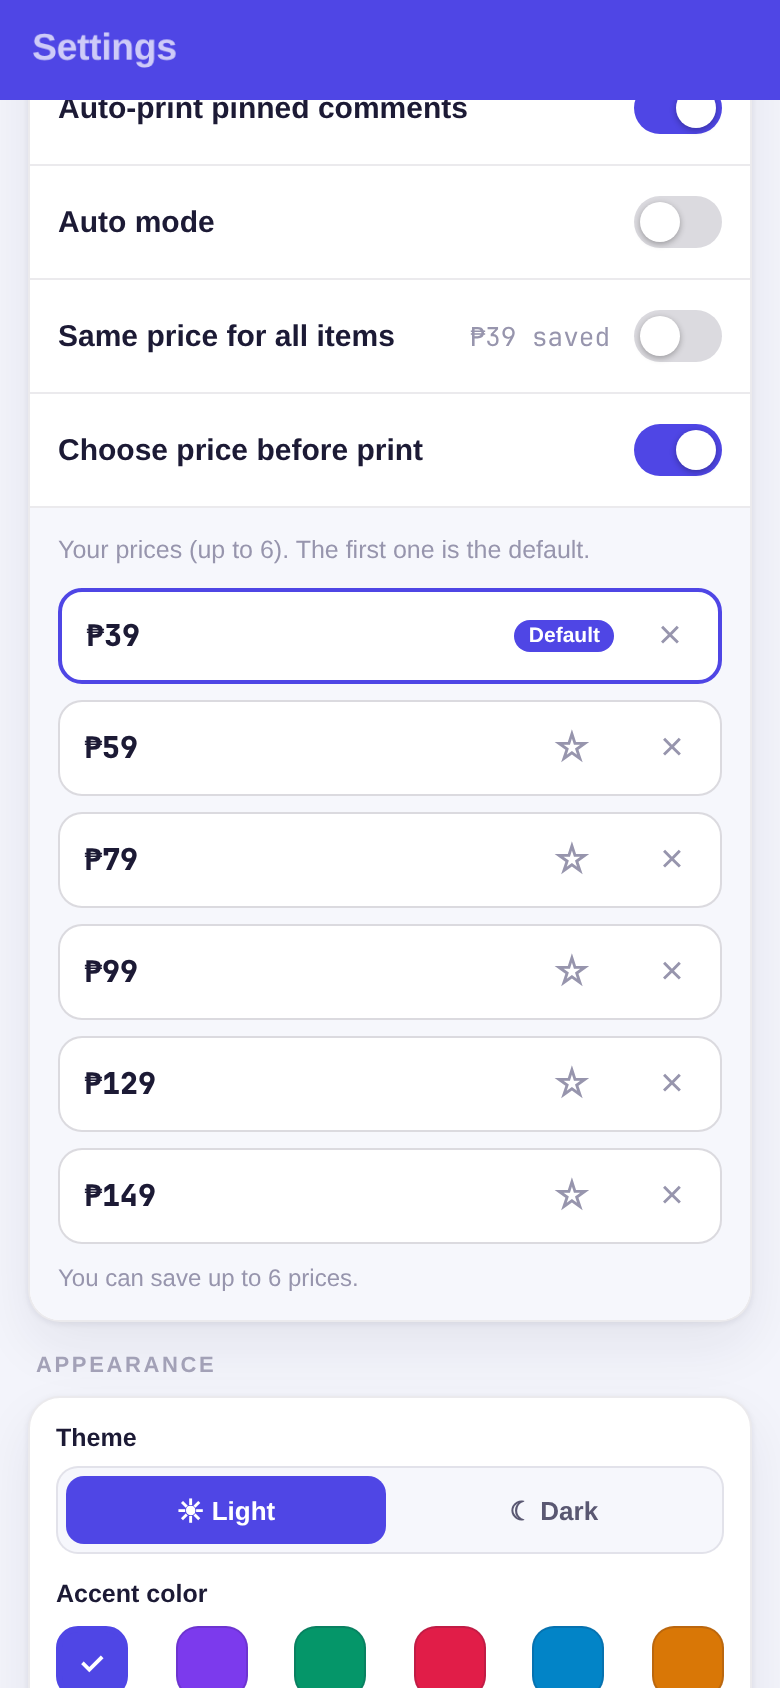 Settings
Auto-print pinned comments
Auto mode
Same price for all items ₱39 saved
Choose price before print
Your prices (up to 6). The first one is the default.
₱39 Default ✕
₱59 ☆ ✕
₱79 ☆ ✕
₱99 ☆ ✕
₱129 ☆ ✕
₱149 ☆ ✕
You can save up to 6 prices.
APPEARANCE
Theme
☀ Light ☾ Dark
Accent color
✓